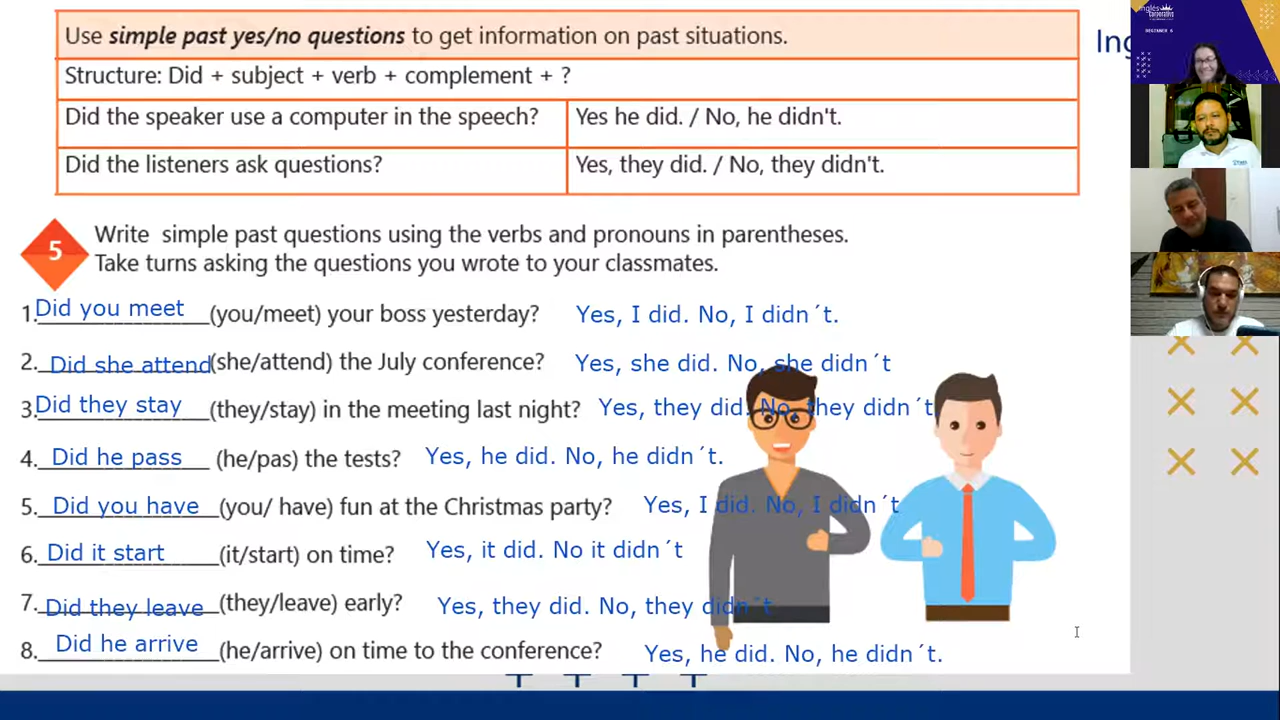 Use simple past yes/no questions to get information on past situations.
Structure: Did + subject + verb + complement + ?
Did the speaker use a computer in the speech? Yes he did. / No, he didn't.
Did the listeners ask questions? Yes, they did. / No, they didn't.
Ing
BEGINNER 6
5
Write simple past questions using the verbs and pronouns in parentheses.
Take turns asking the questions you wrote to your classmates.
1. Did you meet (you/meet) your boss yesterday? Yes, I did. No, I didn´t.
2. Did she attend (she/attend) the July conference? Yes, she did. No, she didn´t
3. Did they stay (they/stay) in the meeting last night? Yes, they did. No, they didn´t
4. Did he pass (he/pas) the tests? Yes, he did. No, he didn´t.
5. Did you have (you/ have) fun at the Christmas party? Yes, I did. No, I didn´t
6. Did it start (it/start) on time? Yes, it did. No it didn´t
7. Did they leave (they/leave) early? Yes, they did. No, they didn´t
8. Did he arrive (he/arrive) on time to the conference? Yes, he did. No, he didn´t.